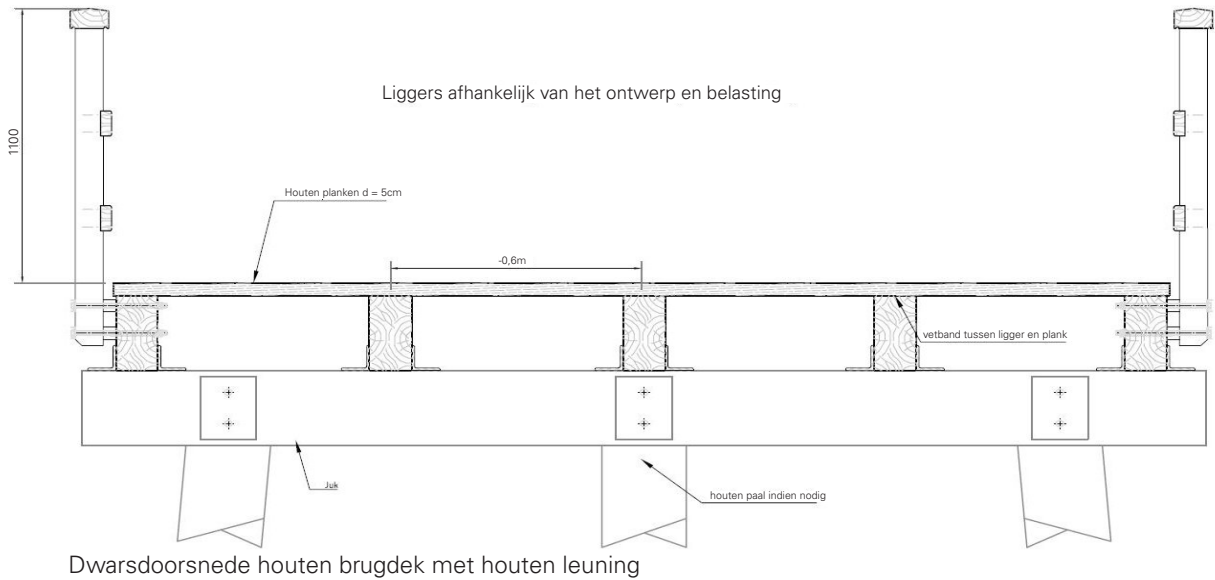 Liggers afhankelijk van het ontwerp en belasting
1100
Houten planken d = 5cm
-0,6m
vetband tussen ligger en plank
Juk
houten paal indien nodig
Dwarsdoorsnede houten brugdek met houten leuning